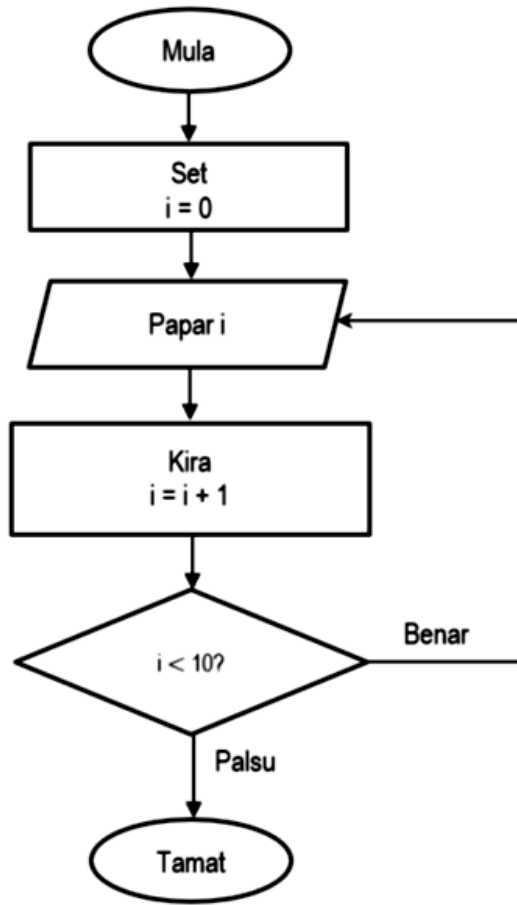 Mula
Set
i = 0
Papar i
Kira
i = i + 1
i < 10?
Benar
Palsu
Tamat